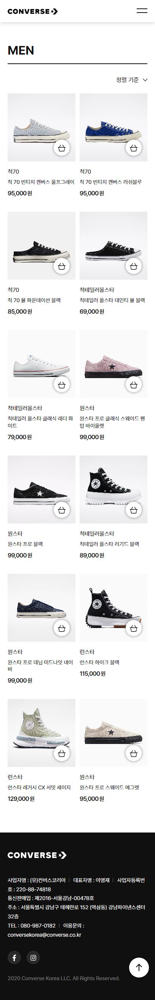 CONVERSE
MEN
정렬 기준
척70
척 70 빈티지 캔버스 울프그레이
95,000원
척70
척 70 빈티지 캔버스 러쉬블루
95,000원
척70
척 70 뮬 파운데이션 블랙
85,000원
척테일러올스타
척테일러 올스타 데인티 뮬 블랙
69,000원
척테일러올스타
척테일러 올스타 클래식 레더 화
이트
79,000원
원스타
원스타 프로 클래식 스웨이드 팬
텀 바이올렛
99,000원
원스타
원스타 프로 블랙
99,000원
척테일러올스타
척테일러 올스타 러기드 블랙
89,000원
원스타
원스타 프로 데님 미드나잇 네이
비
99,000원
런스타
런스타 하이크 블랙
115,000원
런스타
런스타 레거시 CX 서밋 세이지
129,000원
원스타
원스타 프로 스웨이드 에그렛
95,000원
CONVERSE
사업자명 : (유)컨버스코리아 | 대표자명 : 이명재 | 사업자등록번
호 : 220-88-74818
통신판매업 : 제2016-서울강남-00478호
주소 : 서울특별시 강남구 테헤란로 152 (역삼동) 강남파이낸스센터
32층
TEL : 080-987-0182 | 이용문의 :
conversekorea@converse.co.kr
2020 Converse Korea LLC. All Rights Reserved.